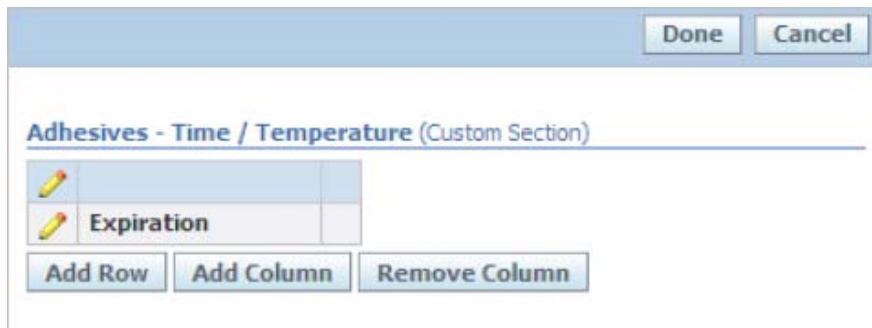 Done Cancel
Adhesives - Time / Temperature (Custom Section)
Expiration
Add Row Add Column Remove Column